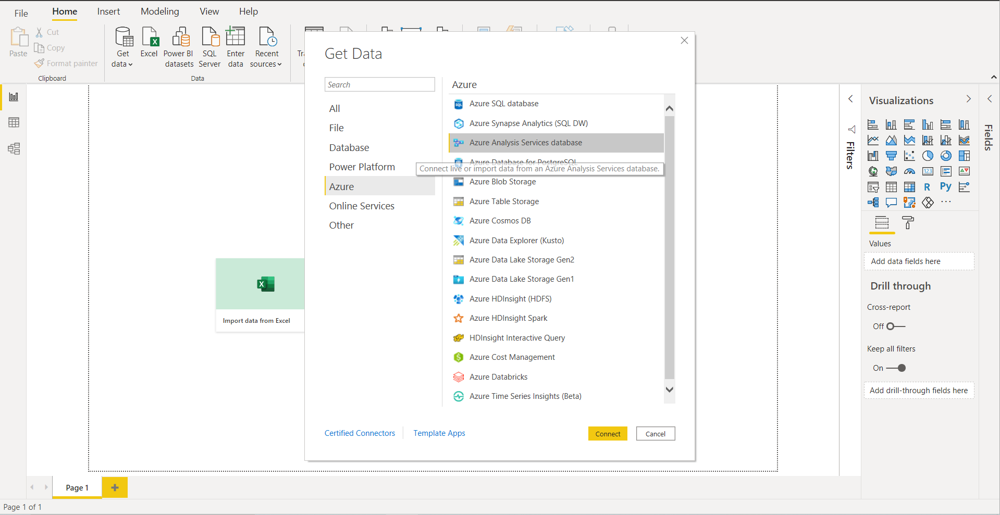 File
Home
Insert
Modeling
View
Help
Paste
Cut
Copy
Format painter
Clipboard
Get
data
Excel
Power BI
datasets
SQL
Server
Enter
data
Recent
sources
Data
Get Data
Search
All
File
Database
Power Platform
Azure
Online Services
Other
Azure
Azure SQL database
Azure Synapse Analytics (SQL DW)
Azure Analysis Services database
Azure Database for PostgreSQL
Connect live or import data from an Azure Analysis Services database.
Azure Blob Storage
Azure Table Storage
Azure Cosmos DB
Azure Data Explorer (Kusto)
Azure Data Lake Storage Gen2
Azure Data Lake Storage Gen1
Azure HDInsight (HDFS)
Azure HDInsight Spark
HDInsight Interactive Query
Azure Cost Management
Azure Databricks
Azure Time Series Insights (Beta)
Certified Connectors
Template Apps
Connect
Cancel
Import data from Excel
Filters
Visualizations
123
R
Py
Values
Add data fields here
Drill through
Cross-report
Off
Keep all filters
On
Add drill-through fields here
Fields
Page 1
Page 1 of 1